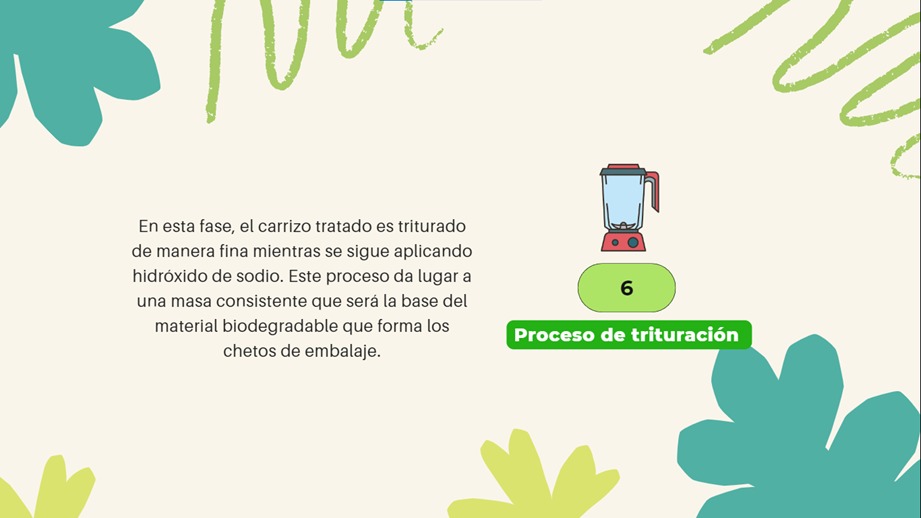 En esta fase, el carrizo tratado es triturado
de manera fina mientras se sigue aplicando
hidróxido de sodio. Este proceso da lugar a
una masa consistente que será la base del
material biodegradable que forma los
chetos de embalaje.
6
Proceso de trituración